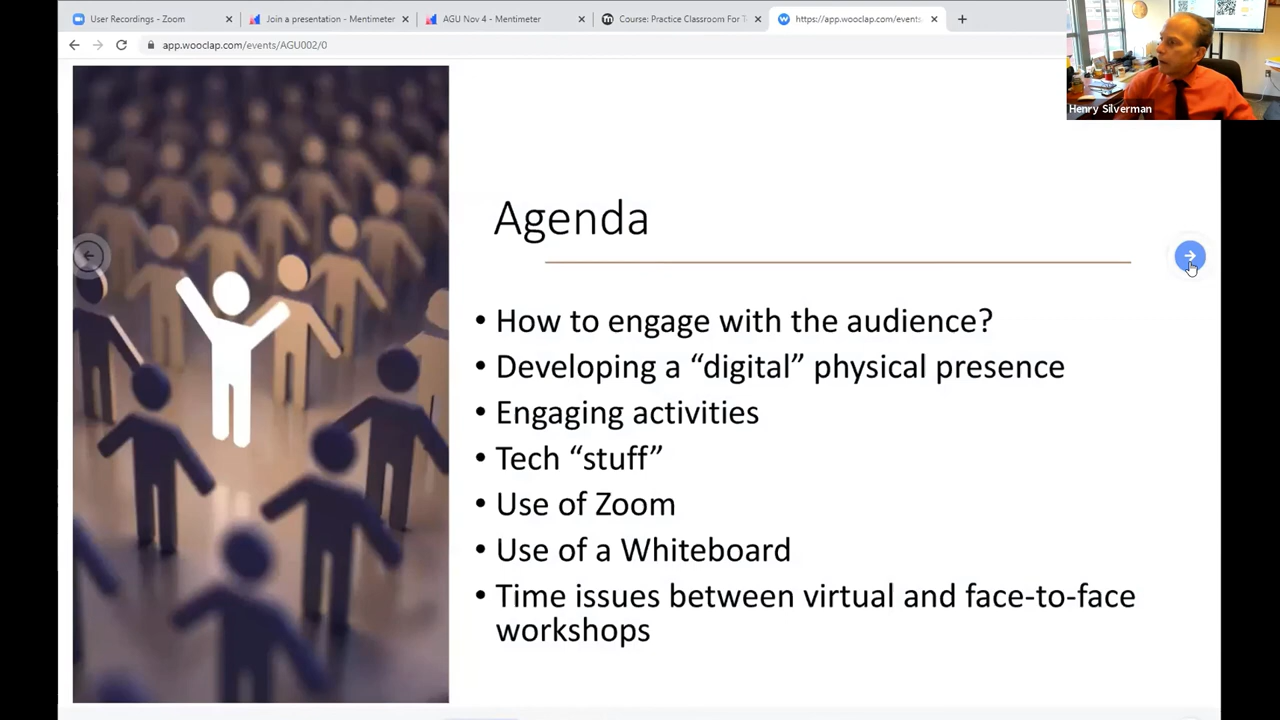 User Recordings - Zoom
Join a presentation - Mentimeter
AGU Nov 4 - Mentimeter
Course: Practice Classroom For T
https://app.wooclap.com/events
app.wooclap.com/events/AGU002/0
Henry Silverman
Agenda
• How to engage with the audience?
• Developing a “digital” physical presence
• Engaging activities
• Tech “stuff”
• Use of Zoom
• Use of a Whiteboard
• Time issues between virtual and face-to-face
workshops